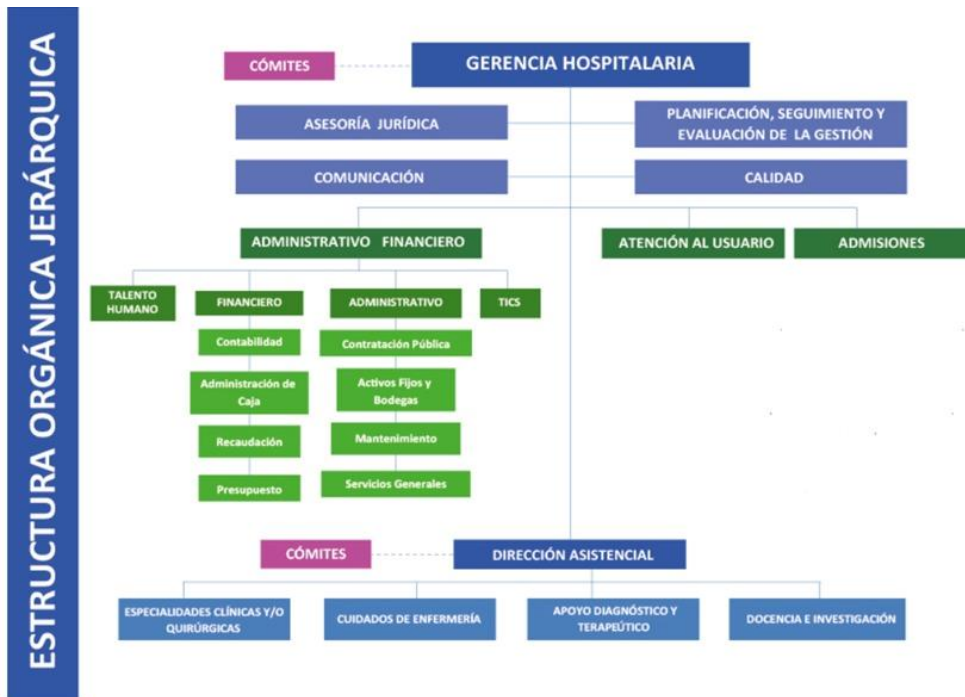 ESTRUCTURA ORGÁNICA JERÁRQUICA
CÓMITES
GERENCIA HOSPITALARIA
ASESORÍA JURÍDICA
PLANIFICACIÓN, SEGUIMIENTO Y
EVALUACIÓN DE LA GESTIÓN
COMUNICACIÓN
CALIDAD
ADMINISTRATIVO FINANCIERO
ATENCIÓN AL USUARIO
ADMISIONES
TALENTO
HUMANO
FINANCIERO
ADMINISTRATIVO
TICS
Contabilidad
Contratación Pública
Administración de
Caja
Activos Fijos y
Bodegas
Recaudación
Mantenimiento
Presupuesto
Servicios Generales
CÓMITES
DIRECCIÓN ASISTENCIAL
ESPECIALIDADES CLÍNICAS Y/O
QUIRÚRGICAS
CUIDADOS DE ENFERMERÍA
APOYO DIAGNÓSTICO Y
TERAPEÚTICO
DOCENCIA E INVESTIGACIÓN